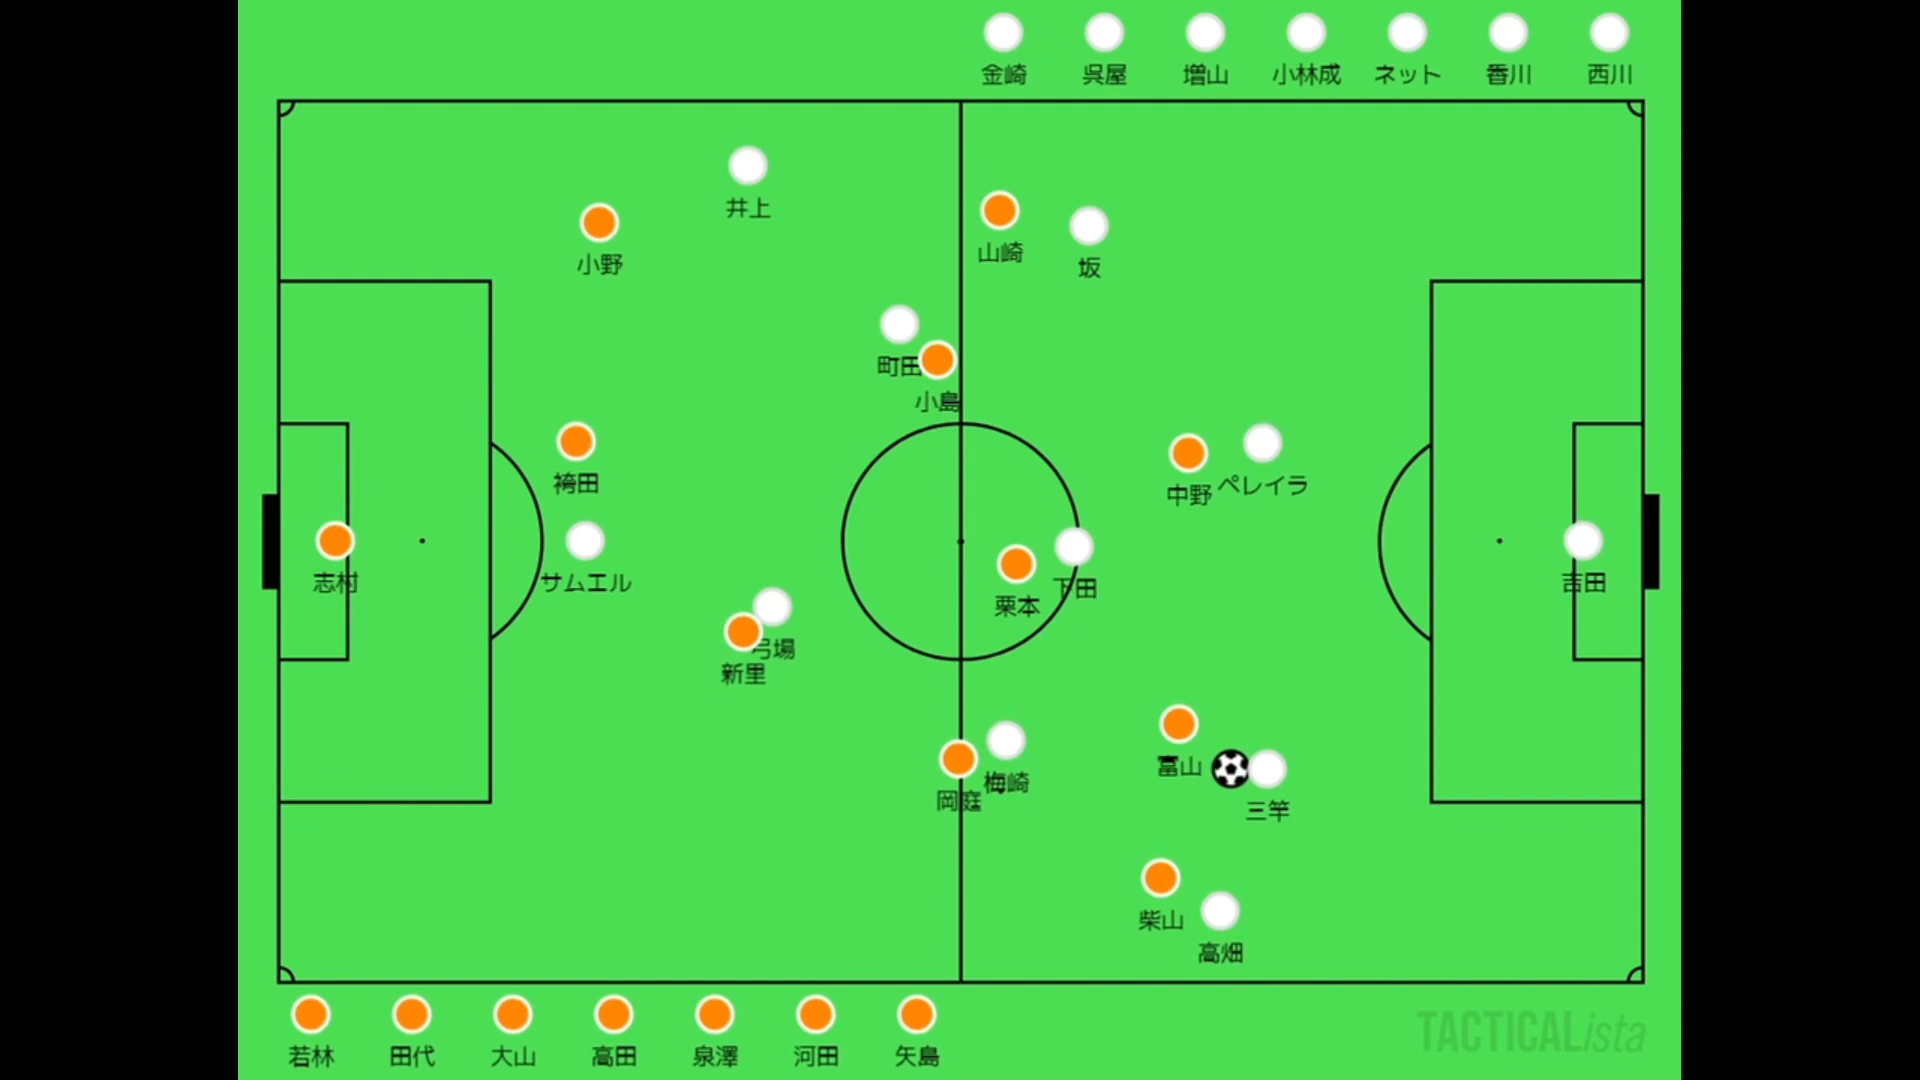 金崎 呉屋 増山 小林成 ネット 香川 西川
井上
小野
山崎
坂
町田
小島
袴田
中野
ペレイラ
志村
サムエル
栗本
下田
吉田
弓場
新里
富山
梅崎
岡庭
三竿
柴山
高畑
若林 田代 大山 高田 泉澤 河田 矢島
TACTICALista